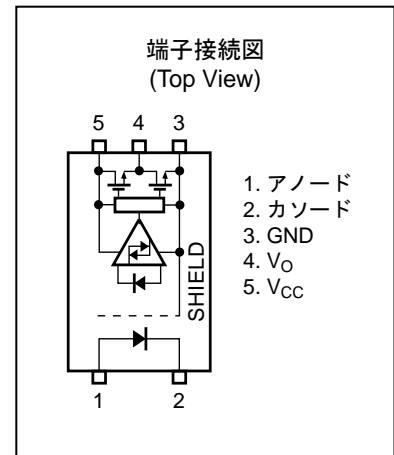 端子接続図
(Top View)
5 4 3
SHIELD
1 2
1. アノード
2. カソード
3. GND
4. VO
5. VCC